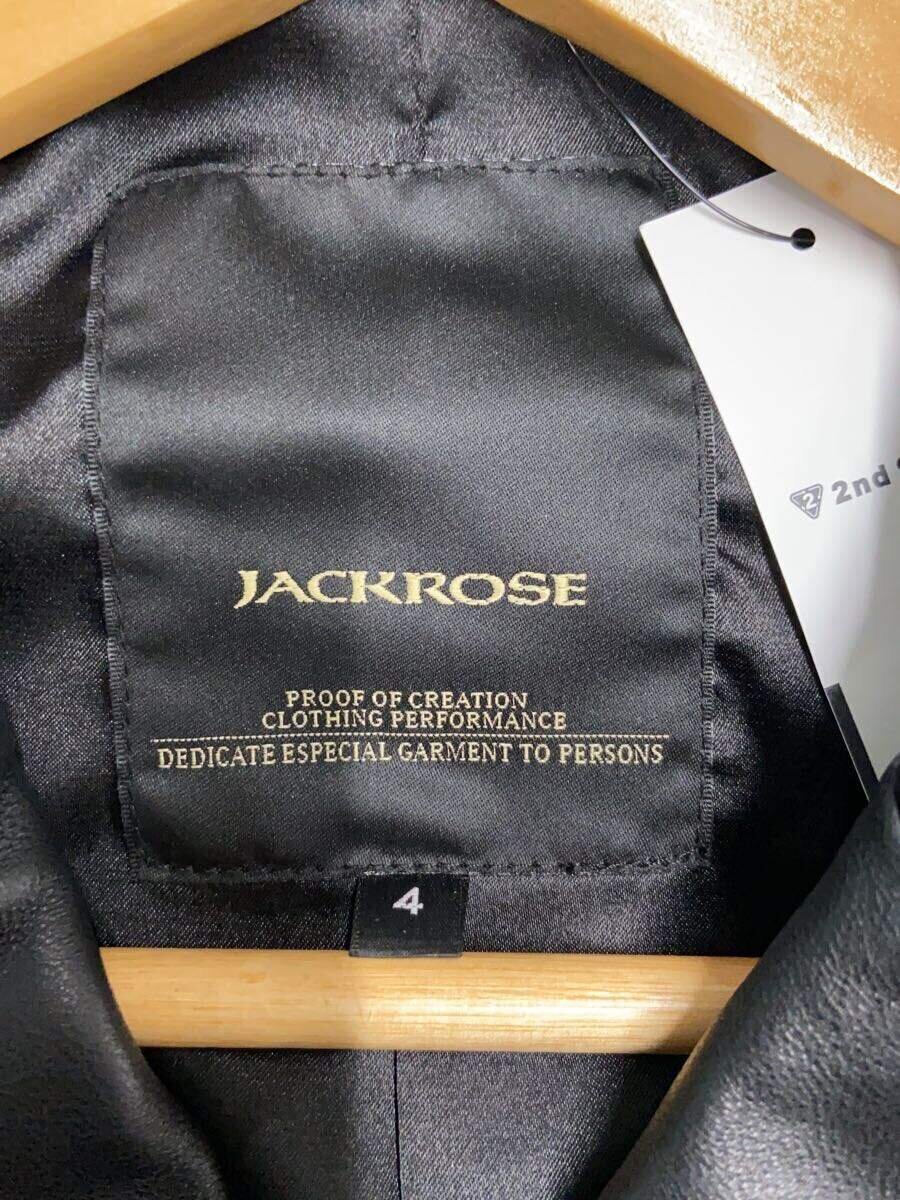 2nd
JACKROSE
PROOF OF CREATION
CLOTHING PERFORMANCE
DEDICATE ESPECIAL GARMENT TO PERSONS
4